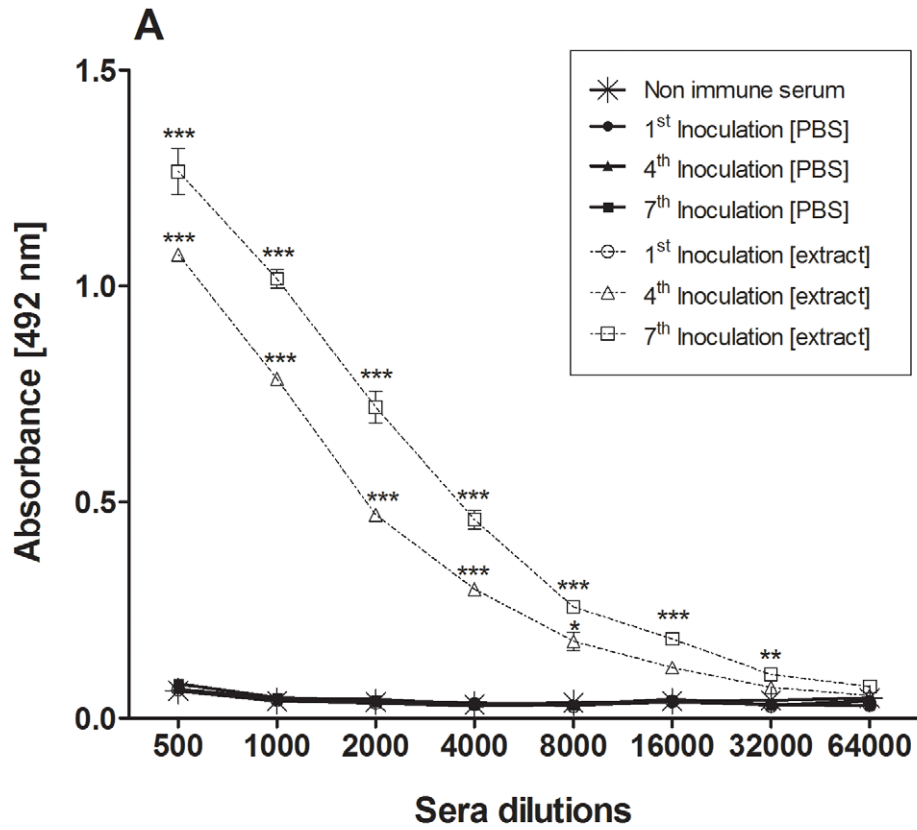 A
1.5
1.0
0.5
0.0
Absorbance [492 nm]
Non immune serum
1st Inoculation [PBS]
4th Inoculation [PBS]
7th Inoculation [PBS]
1st Inoculation [extract]
4th Inoculation [extract]
7th Inoculation [extract]
***
***
***
***
***
***
***
***
***
*
***
**
500 1000 2000 4000 8000 16000 32000 64000
Sera dilutions